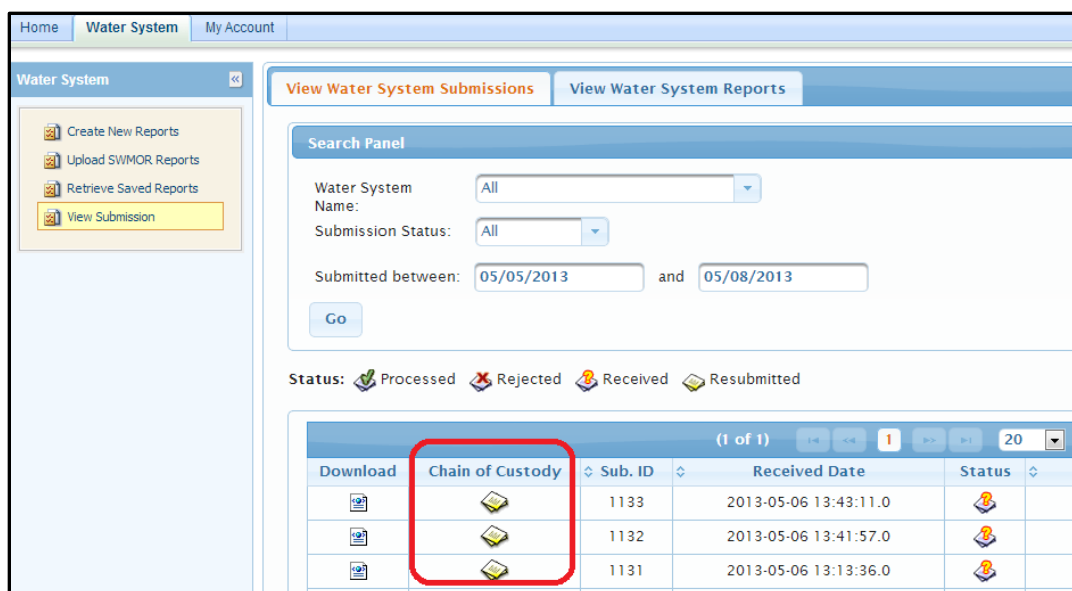 Home Water System My Account
Water System
Create New Reports
Upload SWMOR Reports
Retrieve Saved Reports
View Submission
View Water System Submissions View Water System Reports
Search Panel
Water System Name: All
Submission Status: All
Submitted between: 05/05/2013 and 05/08/2013
Go
Status: Processed Rejected Received Resubmitted
(1 of 1) 1 20
Download Chain of Custody Sub. ID Received Date Status
1133 2013-05-06 13:43:11.0
1132 2013-05-06 13:41:57.0
1131 2013-05-06 13:13:36.0